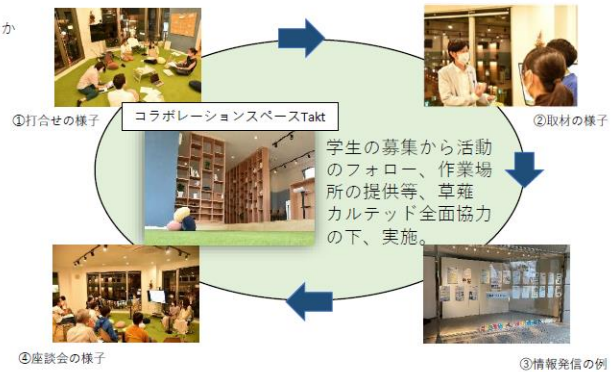 か
①打合せの様子
②取材の様子
コラボレーションスペースTakt
学生の募集から活動
のフォロー、作業場
所の提供等、草薙
カルテッド全面協力
の下、実施。
④座談会の様子
③情報発信の例